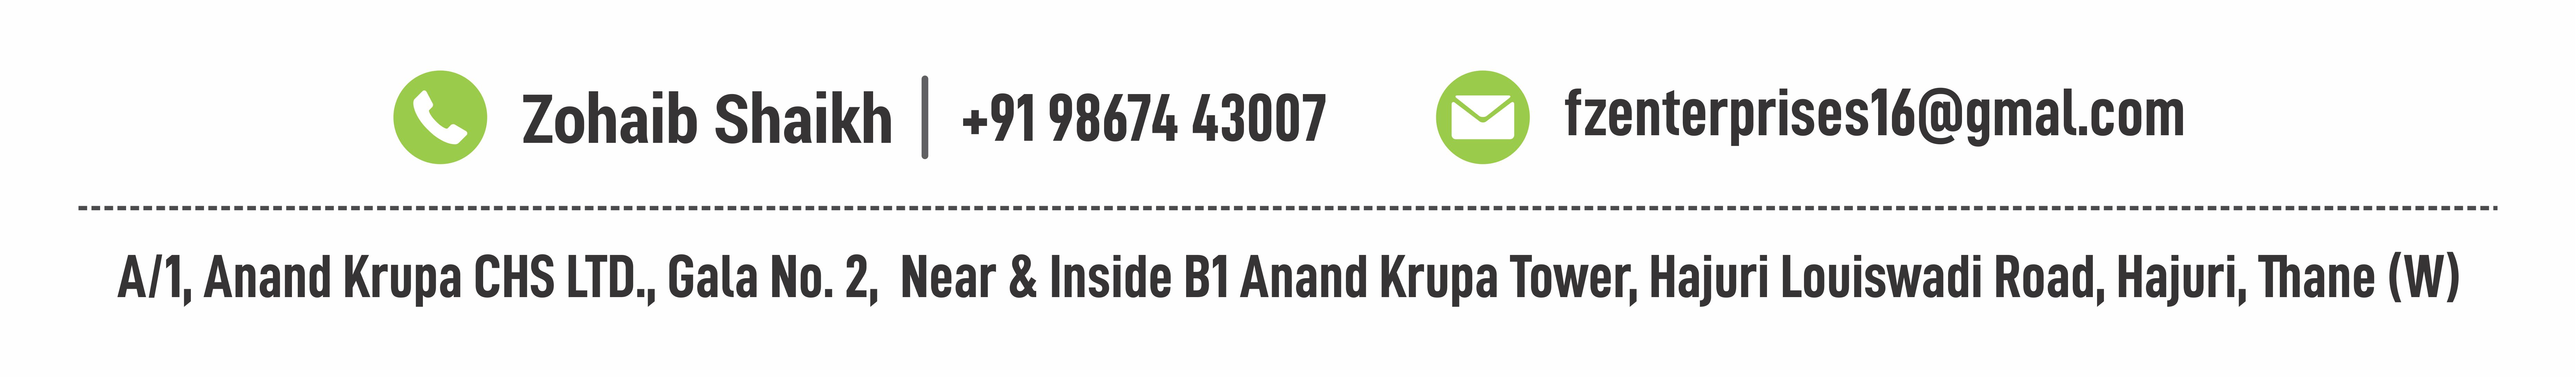 Zohaib Shaikh | +91 98674 43007 fzenterprises16@gmal.com
A/1, Anand Krupa CHS LTD., Gala No. 2, Near & Inside B1 Anand Krupa Tower, Hajuri Louiswadi Road, Hajuri, Thane (W)